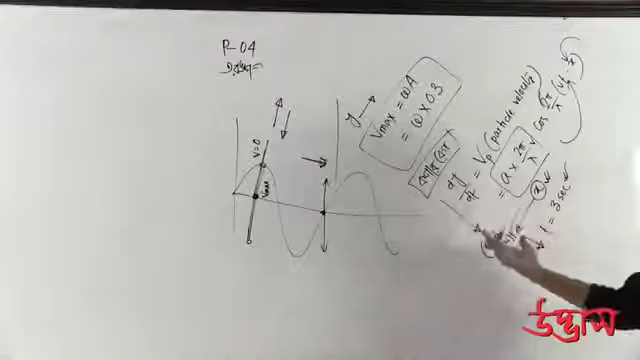 P-04
V=0
Vmax
y
Vmax = ωA
= ω × 0.3
dy/dt = Vp (particle velocity)
= a × 2π/λ v cos 2π/λ (vt - x)
t = 3 sec
উদ্ভাস